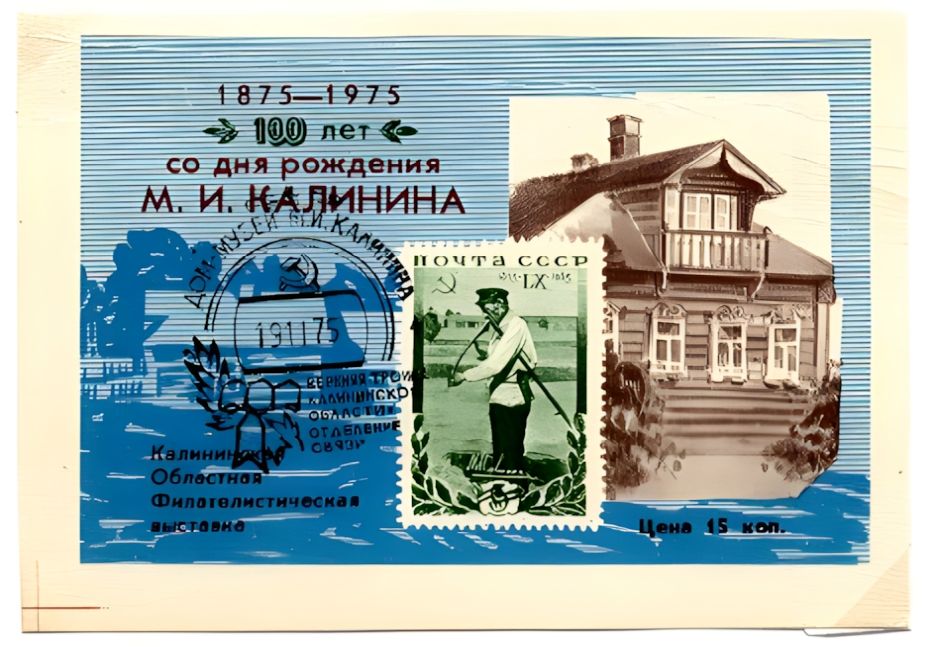 1875—1975
100 лет
со дня рождения
М. И. КАЛИНИНА
ДОМ-МУЗЕЙ М.И. КАЛИНИНА
19 11 75
ВЕРХНЯЯ ТРОИЦА
КАЛИНИНСКОЙ
ОБЛАСТИ
ОТДЕЛЕНИЕ
СВЯЗИ
ПОЧТА СССР
LX
Калининская
Областная
Филателистическая
выставка
Цена 15 коп.